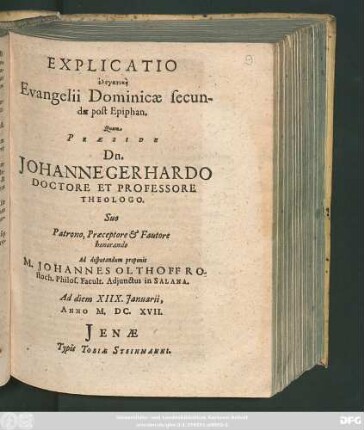 EXPLICATIO
ἐλεγκτικὴ
Evangelii Dominicæ secun-
dæ post Epiphan.
Quam
PRÆSIDE
DN.
JOHANNE GERHARDO
DOCTORE ET PROFESSORE
THEOLOGO.
Suo
Patrono, Præceptore & Fautore
honorando
Ad disputandum proponit
M. JOHANNES OLTHOFF RO-
stoch. Philos. Facult. Adjunctus in SALANA.
Ad diem XIIX. Januarii,
ANNO M. DC. XVII.
JENÆ
Typis TOBIÆ STEINMANNI.
DFG